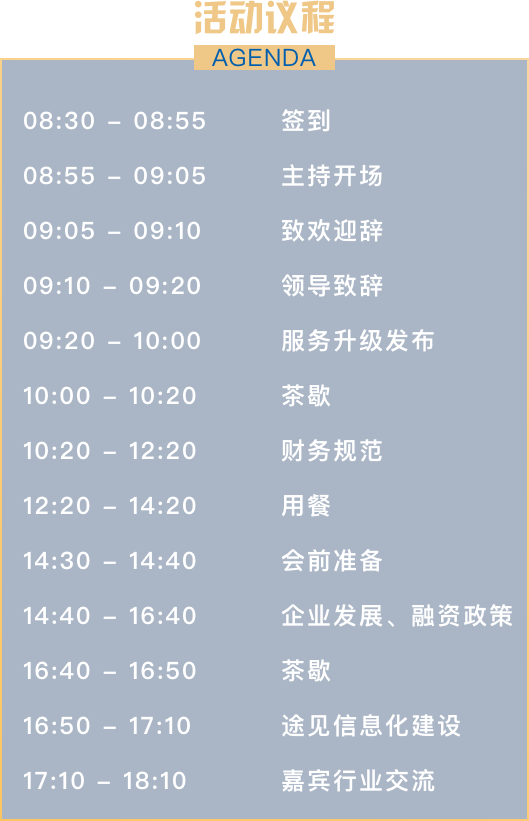 活动议程
AGENDA
08:30 – 08:55 签到
08:55 – 09:05 主持开场
09:05 – 09:10 致欢迎辞
09:10 – 09:20 领导致辞
09:20 – 10:00 服务升级发布
10:00 – 10:20 茶歇
10:20 – 12:20 财务规范
12:20 – 14:20 用餐
14:30 – 14:40 会前准备
14:40 – 16:40 企业发展、融资政策
16:40 – 16:50 茶歇
16:50 – 17:10 途见信息化建设
17:10 – 18:10 嘉宾行业交流